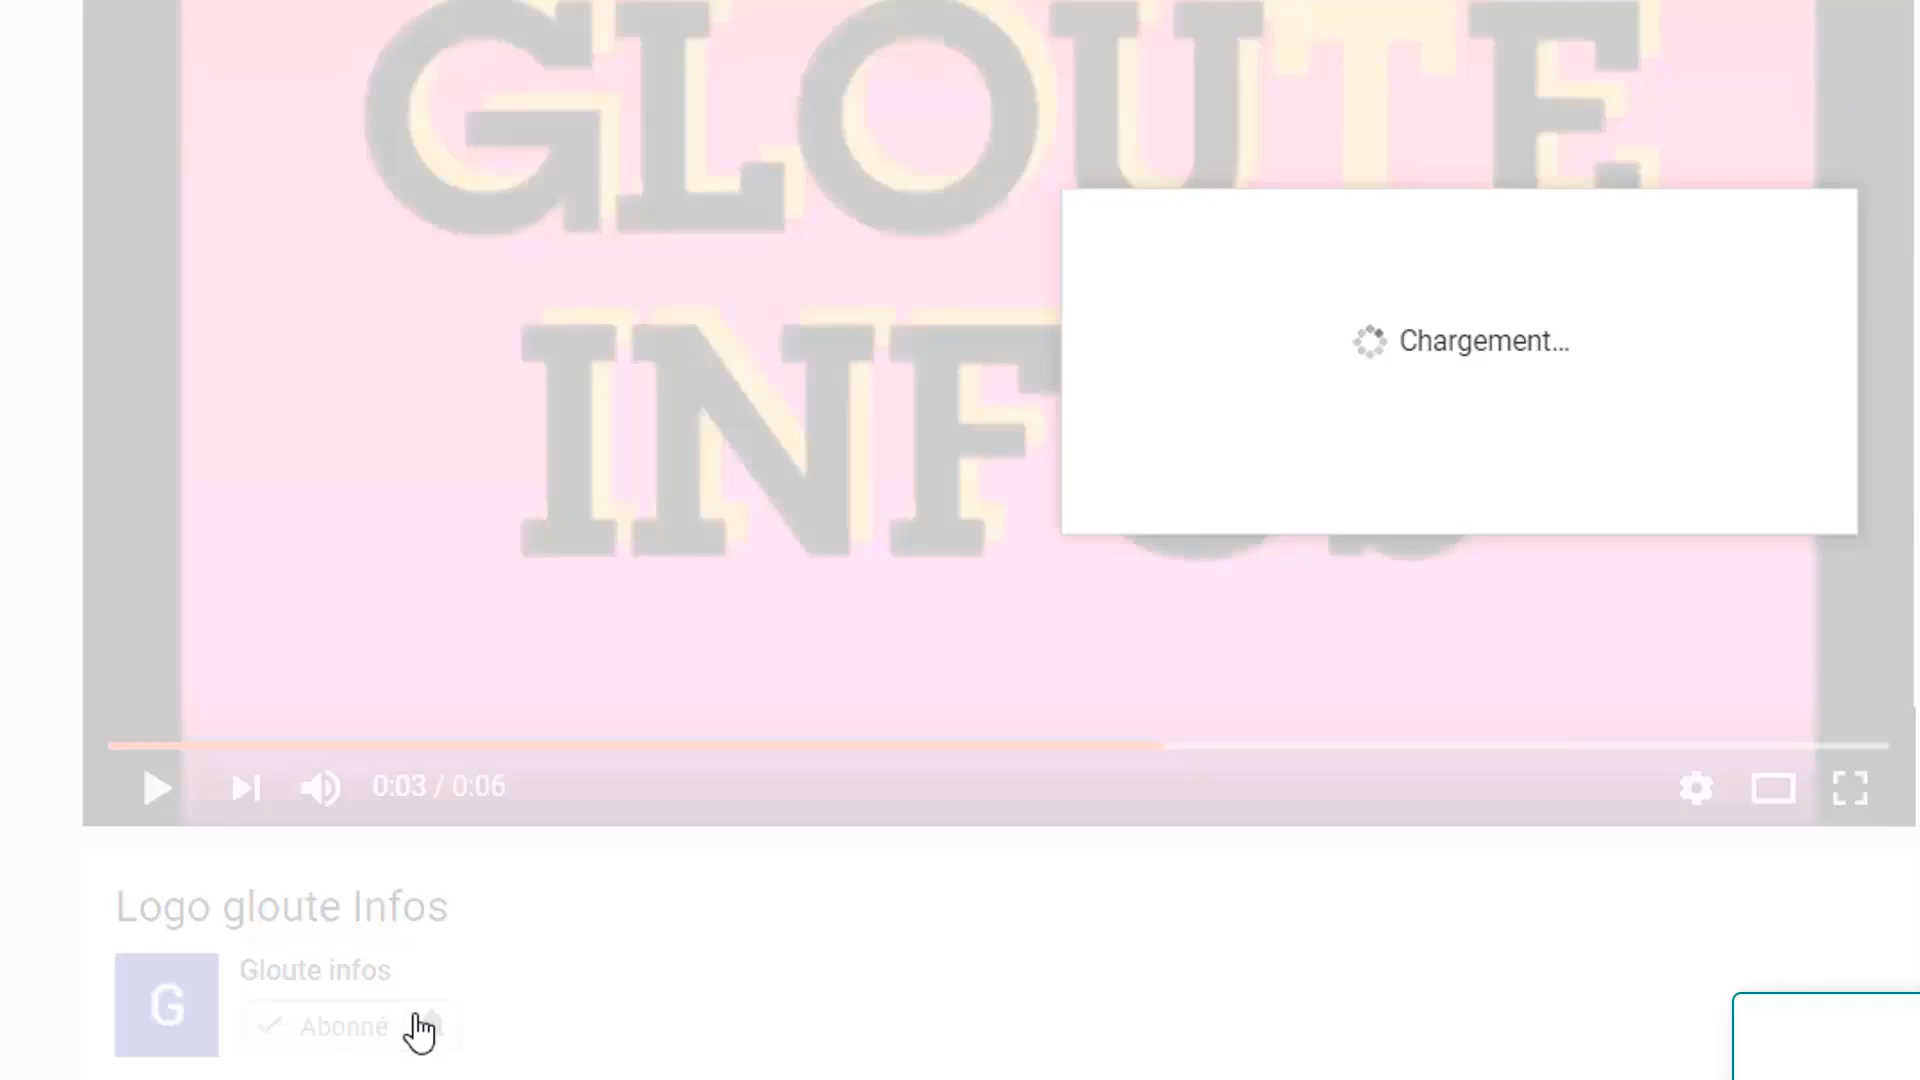 GLOUTE
INF
Chargement...
0:03 / 0:06
Logo gloute Infos
G
Gloute infos
Abonné